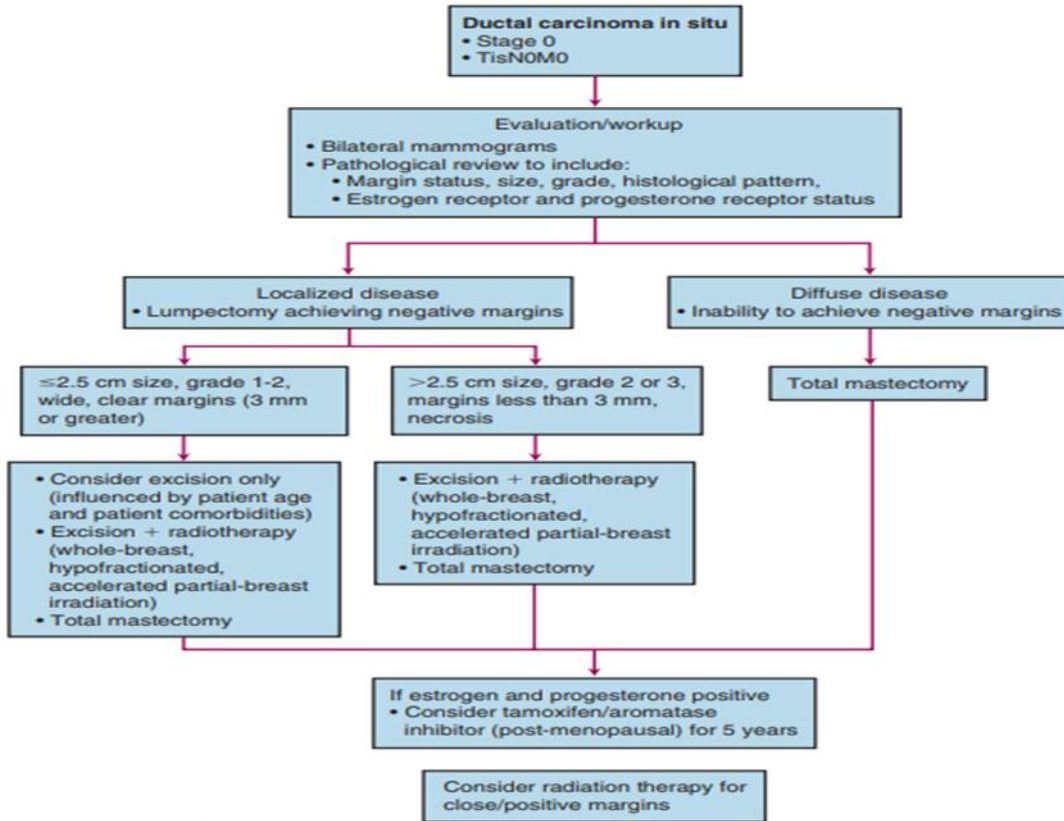 Ductal carcinoma in situ
• Stage 0
• TisN0M0
Evaluation/workup
• Bilateral mammograms
• Pathological review to include:
• Margin status, size, grade, histological pattern,
• Estrogen receptor and progesterone receptor status
Localized disease
• Lumpectomy achieving negative margins
Diffuse disease
• Inability to achieve negative margins
≤2.5 cm size, grade 1-2,
wide, clear margins (3 mm
or greater)
>2.5 cm size, grade 2 or 3,
margins less than 3 mm,
necrosis
Total mastectomy
• Consider excision only
(influenced by patient age
and patient comorbidities)
• Excision + radiotherapy
(whole-breast,
hypofractionated,
accelerated partial-breast
irradiation)
• Total mastectomy
• Excision + radiotherapy
(whole-breast,
hypofractionated,
accelerated partial-breast
irradiation)
• Total mastectomy
If estrogen and progesterone positive
• Consider tamoxifen/aromatase
inhibitor (post-menopausal) for 5 years
Consider radiation therapy for
close/positive margins